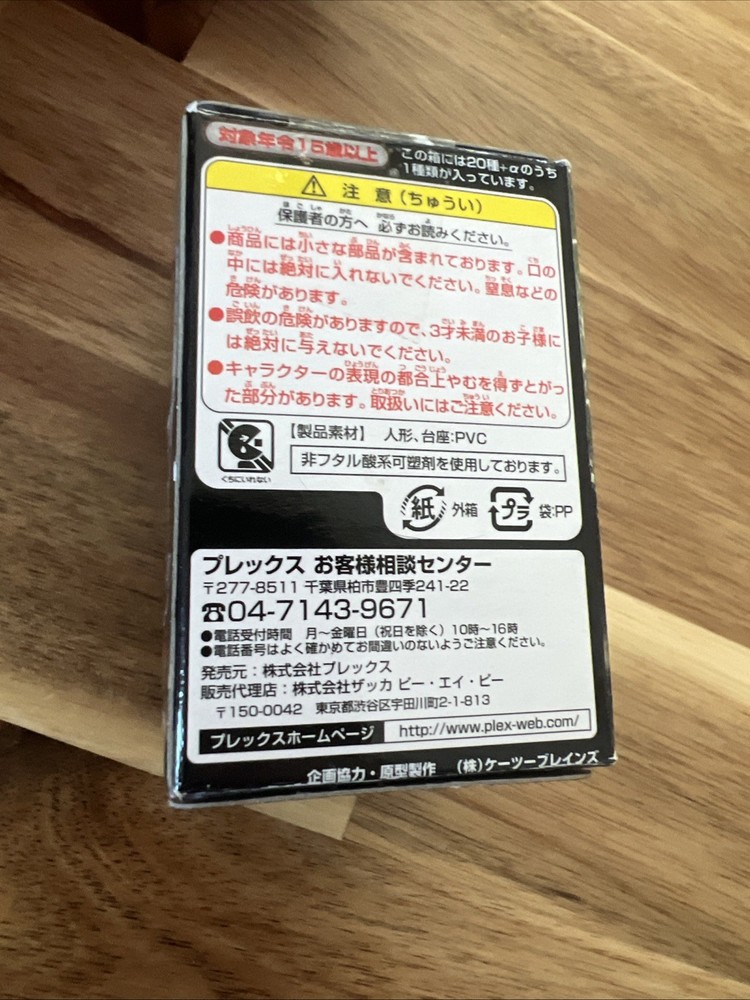 対象年令15歳以上
この箱には20種+αのうち
1種類が入っています。
注意(ちゅうい)
保護者の方へ 必ずお読みください。
●商品には小さな部品が含まれております。口の
中には絶対に入れないでください。窒息などの
危険があります。
●誤飲の危険がありますので、3才未満のお子様に
は絶対に与えないでください。
●キャラクターの表現の都合上やむを得ずとがっ
た部分があります。取扱いにはご注意ください。
くちにいれない
【製品素材】 人形、台座:PVC
非フタル酸系可塑剤を使用しております。
紙 外箱 プラ 袋:PP
プレックス お客様相談センター
〒277-8511 千葉県柏市豊四季241-22
☎04-7143-9671
●電話受付時間 月〜金曜日(祝日を除く)10時〜16時
●電話番号はよく確かめてお間違いのないようご注意ください。
発売元:株式会社プレックス
販売代理店:株式会社ザッカ ピー・エイ・ピー
〒150-0042 東京都渋谷区宇田川町2-1-813
プレックスホームページ http://www.plex-web.com/
企画協力・原型製作 (株)ケーツーブレインズ